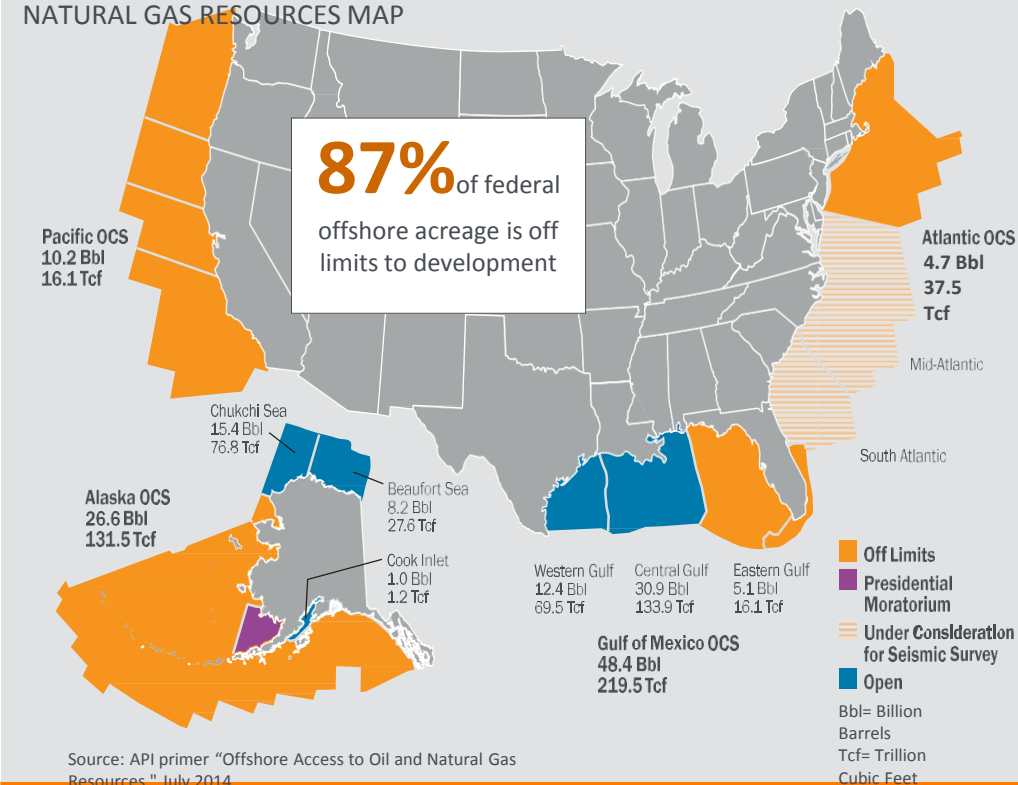 NATURAL GAS RESOURCES MAP
87% of federal
offshore acreage is off
limits to development
Pacific OCS
10.2 Bbl
16.1 Tcf
Atlantic OCS
4.7 Bbl
37.5
Tcf
Mid-Atlantic
South Atlantic
Chukchi Sea
15.4 Bbl
76.8 Tcf
Beaufort Sea
8.2 Bbl
27.6 Tcf
Alaska OCS
26.6 Bbl
131.5 Tcf
Cook Inlet
1.0 Bbl
1.2 Tcf
Western Gulf
12.4 Bbl
69.5 Tcf
Central Gulf
30.9 Bbl
133.9 Tcf
Eastern Gulf
5.1 Bbl
16.1 Tcf
Gulf of Mexico OCS
48.4 Bbl
219.5 Tcf
Off Limits
Presidential
Moratorium
Under Consideration
for Seismic Survey
Open
Bbl= Billion
Barrels
Tcf= Trillion
Cubic Feet
Source: API primer “Offshore Access to Oil and Natural Gas
Resources," July 2014